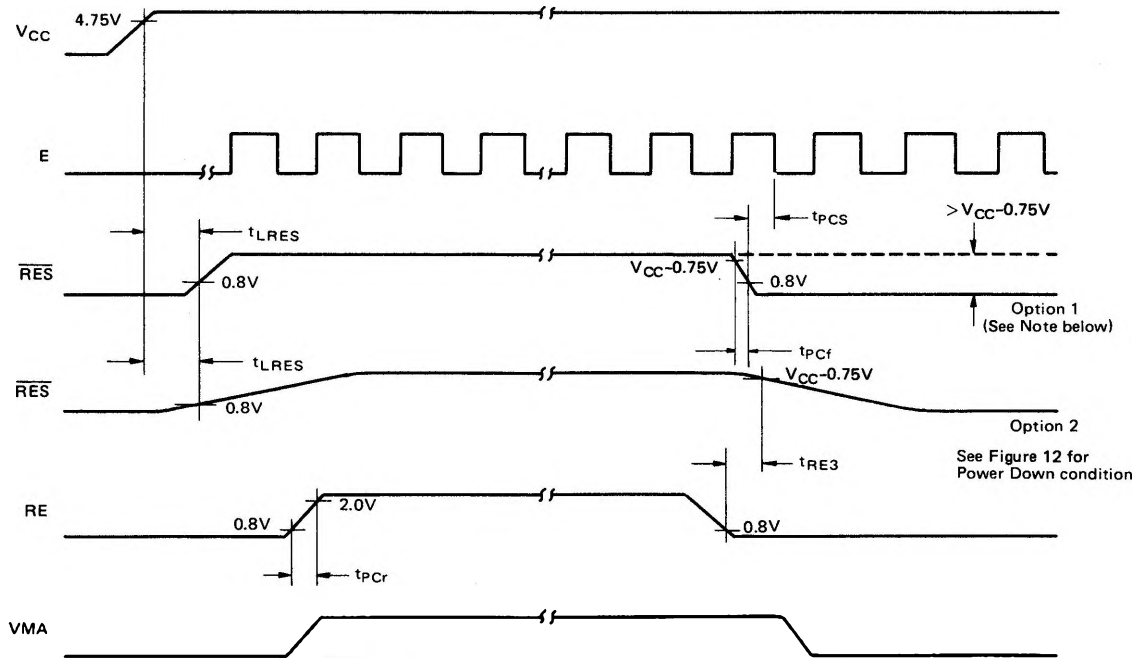 4.75V
VCC
E
tPCS
>VCC-0.75V
tLRES
RES
0.8V
VCC-0.75V
0.8V
Option 1
(See Note below)
tPCf
tLRES
RES
0.8V
VCC-0.75V
Option 2
tRE3
See Figure 12 for
Power Down condition
RE
0.8V
2.0V
0.8V
tPCr
VMA